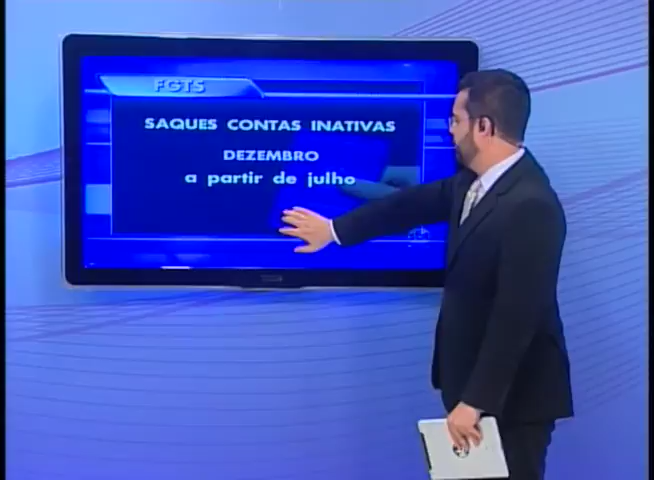 FGTS
SAQUES CONTAS INATIVAS
DEZEMBRO
a partir de julho